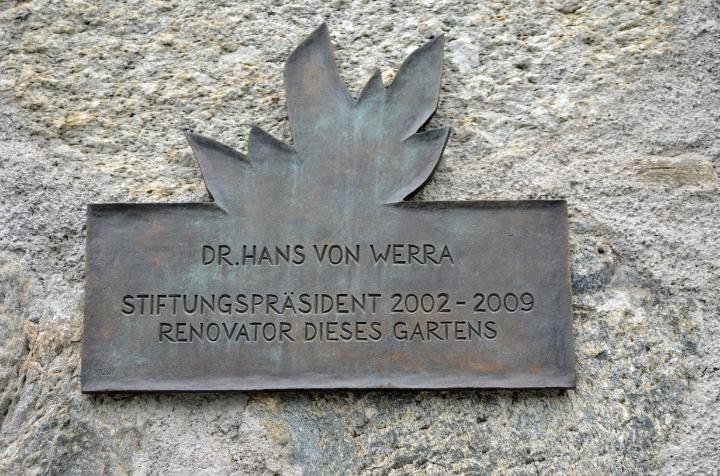 DR. HANS VON WERRA
STIFTUNGSPRÄSIDENT 2002 - 2009
RENOVATOR DIESES GARTENS